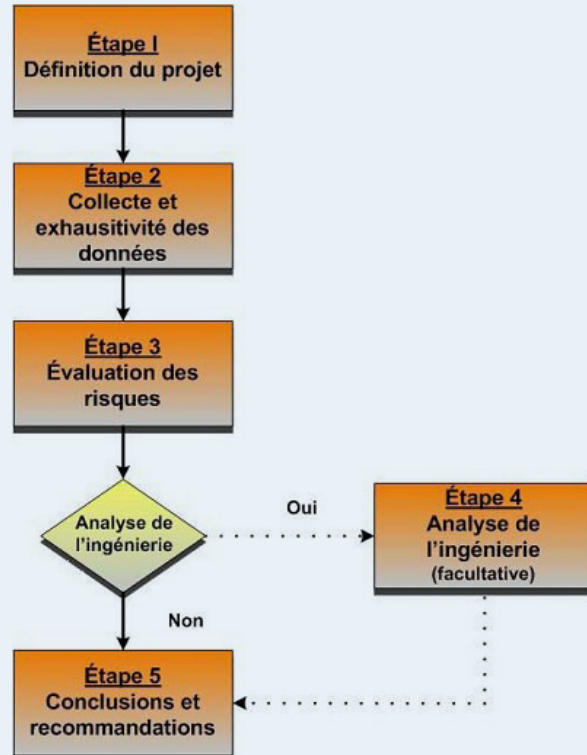 Étape I
Définition du projet
Étape 2
Collecte et
exhausitivité des
données
Étape 3
Évaluation des
risques
Analyse de
l'ingénierie
Oui
Étape 4
Analyse de
l'ingénierie
(facultative)
Non
Étape 5
Conclusions et
recommandations